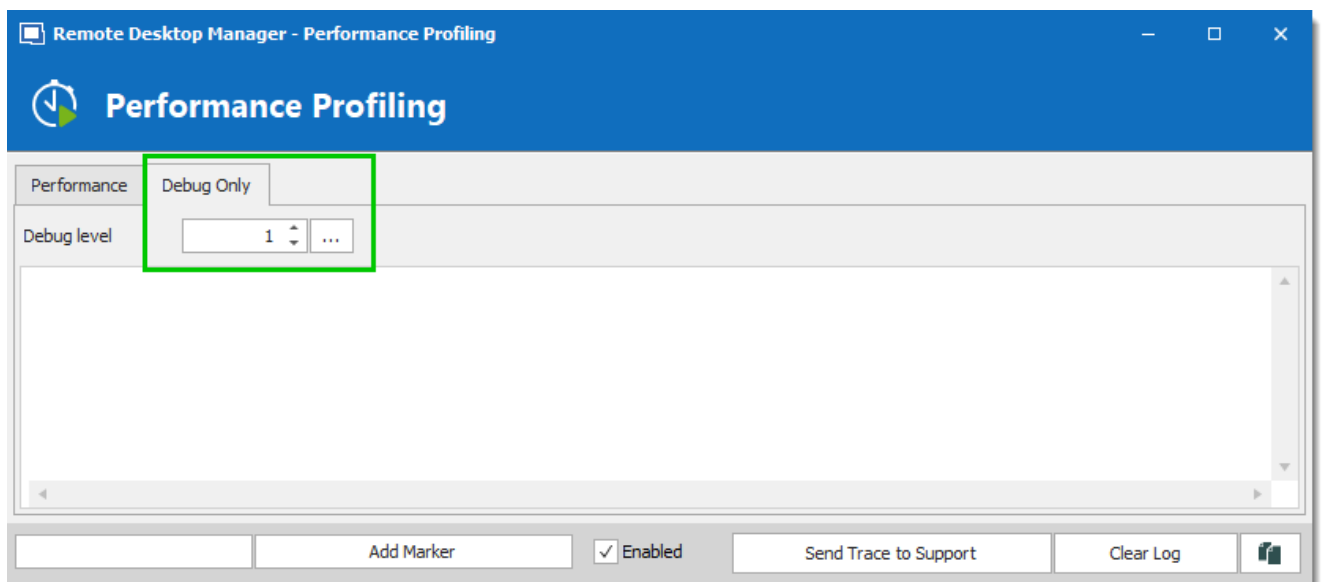 Remote Desktop Manager - Performance Profiling
Performance Profiling
Performance Debug Only
Debug level 1 ...
Add Marker Enabled Send Trace to Support Clear Log